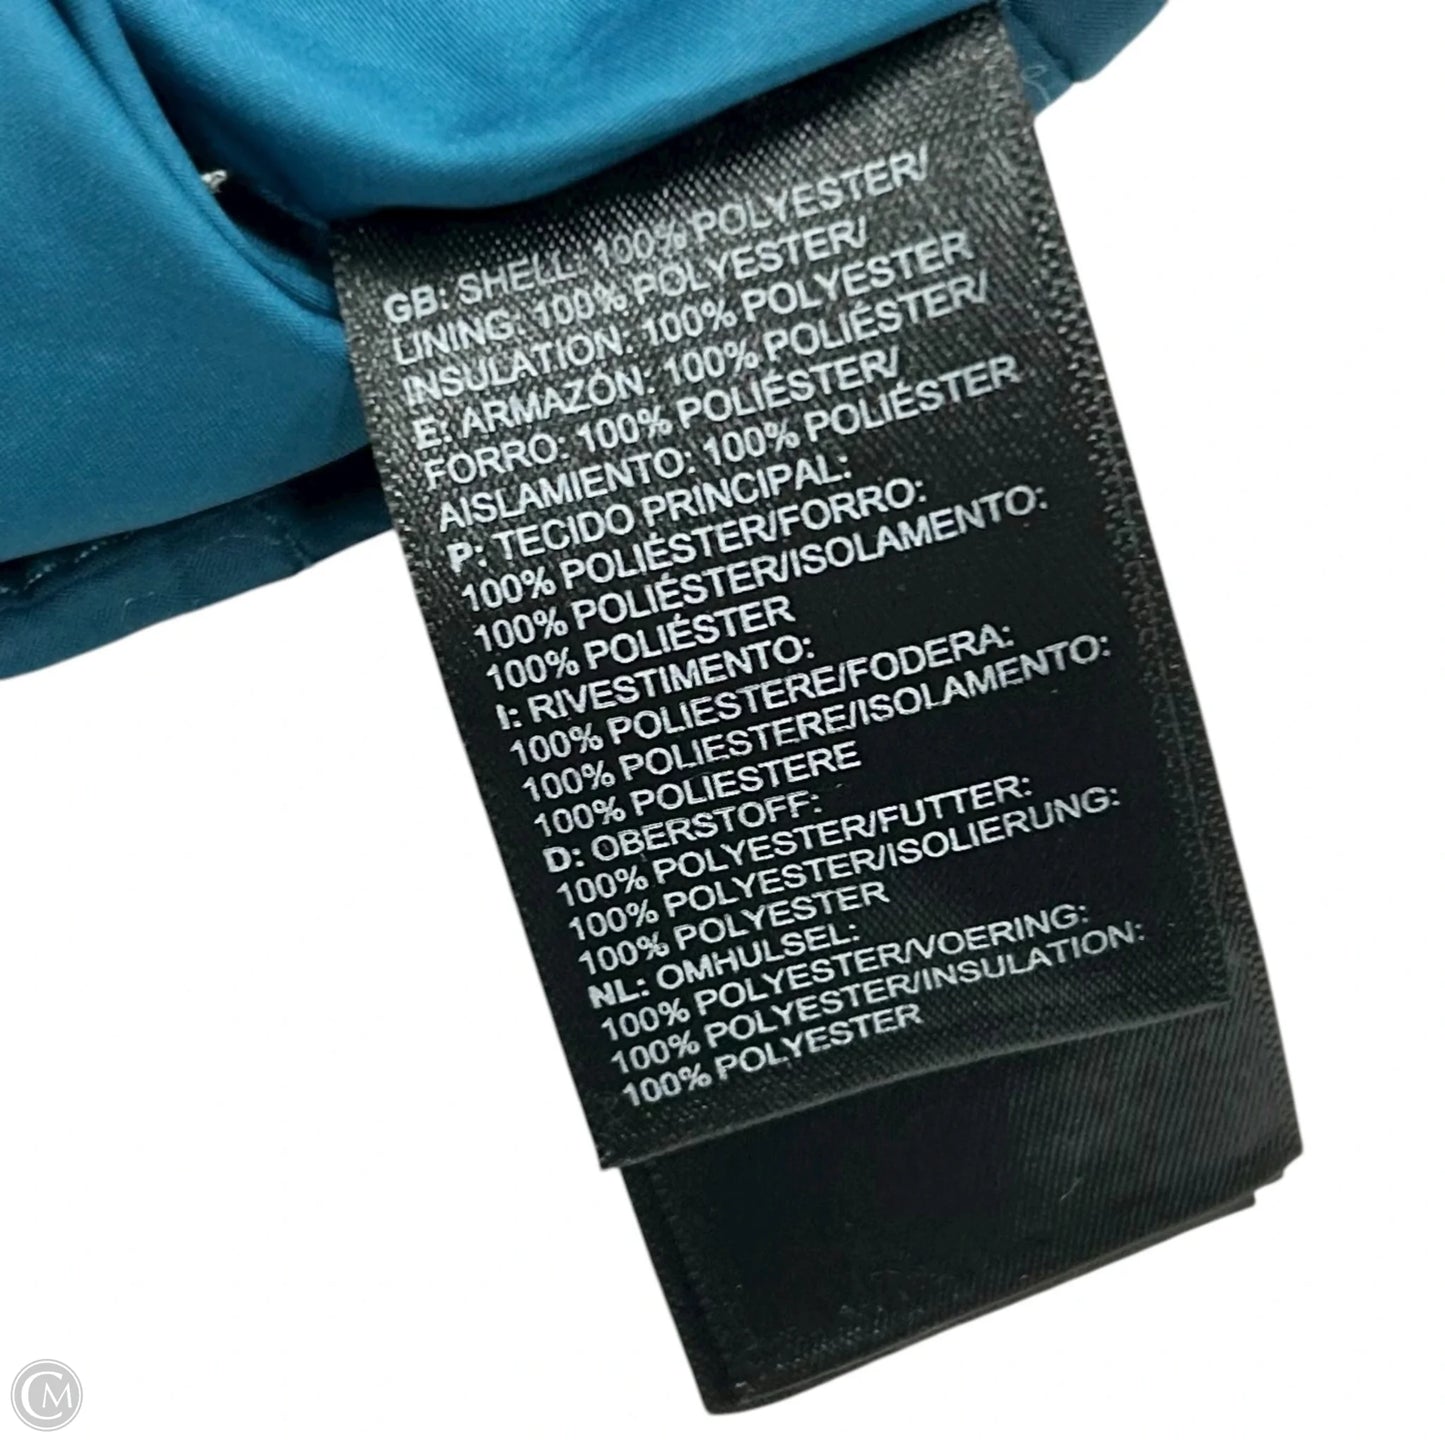 GB: SHELL: 100% POLYESTER/
LINING: 100% POLYESTER/
INSULATION: 100% POLYESTER
E: ARMAZÓN: 100% POLIÉSTER/
FORRO: 100% POLIÉSTER/
AISLAMIENTO: 100% POLIÉSTER
P: TECIDO PRINCIPAL:
100% POLIÉSTER/FORRO:
100% POLIÉSTER/ISOLAMENTO:
100% POLIÉSTER
I: RIVESTIMENTO:
100% POLIESTERE/FODERA:
100% POLIESTERE/ISOLAMENTO:
100% POLIESTERE
D: OBERSTOFF:
100% POLYESTER/FUTTER:
100% POLYESTER/ISOLIERUNG:
100% POLYESTER
NL: OMHULSEL:
100% POLYESTER/VOERING:
100% POLYESTER/INSULATION:
100% POLYESTER
CM